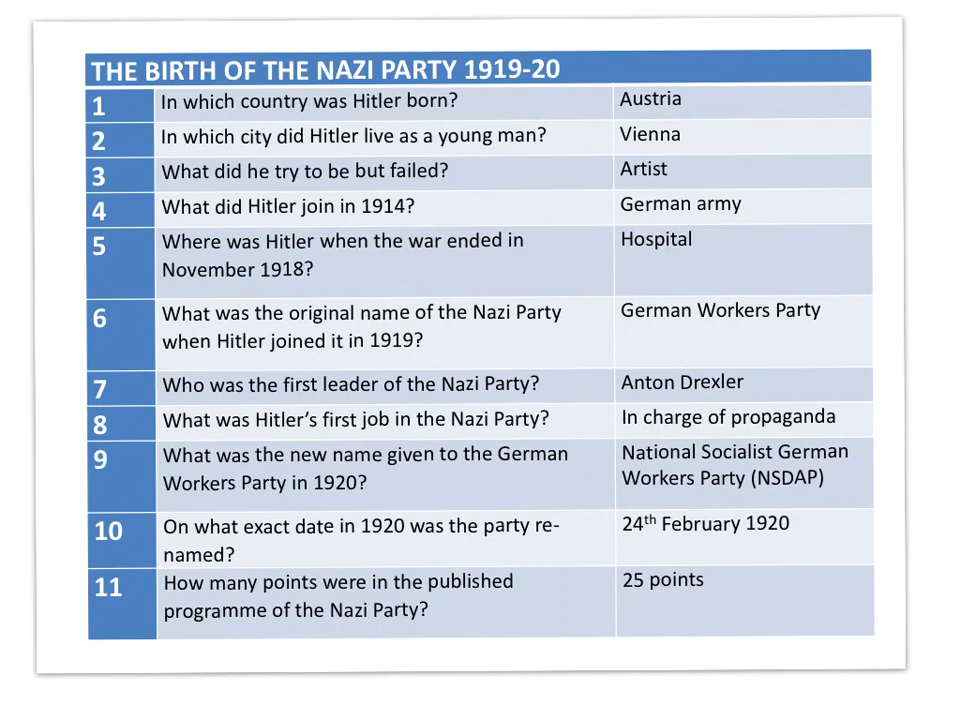 THE BIRTH OF THE NAZI PARTY 1919-20
1 In which country was Hitler born? Austria
2 In which city did Hitler live as a young man? Vienna
3 What did he try to be but failed? Artist
4 What did Hitler join in 1914? German army
5 Where was Hitler when the war ended in Hospital
November 1918?
6 What was the original name of the Nazi Party German Workers Party
when Hitler joined it in 1919?
7 Who was the first leader of the Nazi Party? Anton Drexler
8 What was Hitler’s first job in the Nazi Party? In charge of propaganda
9 What was the new name given to the German National Socialist German
Workers Party in 1920? Workers Party (NSDAP)
10 On what exact date in 1920 was the party re- 24th February 1920
named?
11 How many points were in the published 25 points
programme of the Nazi Party?